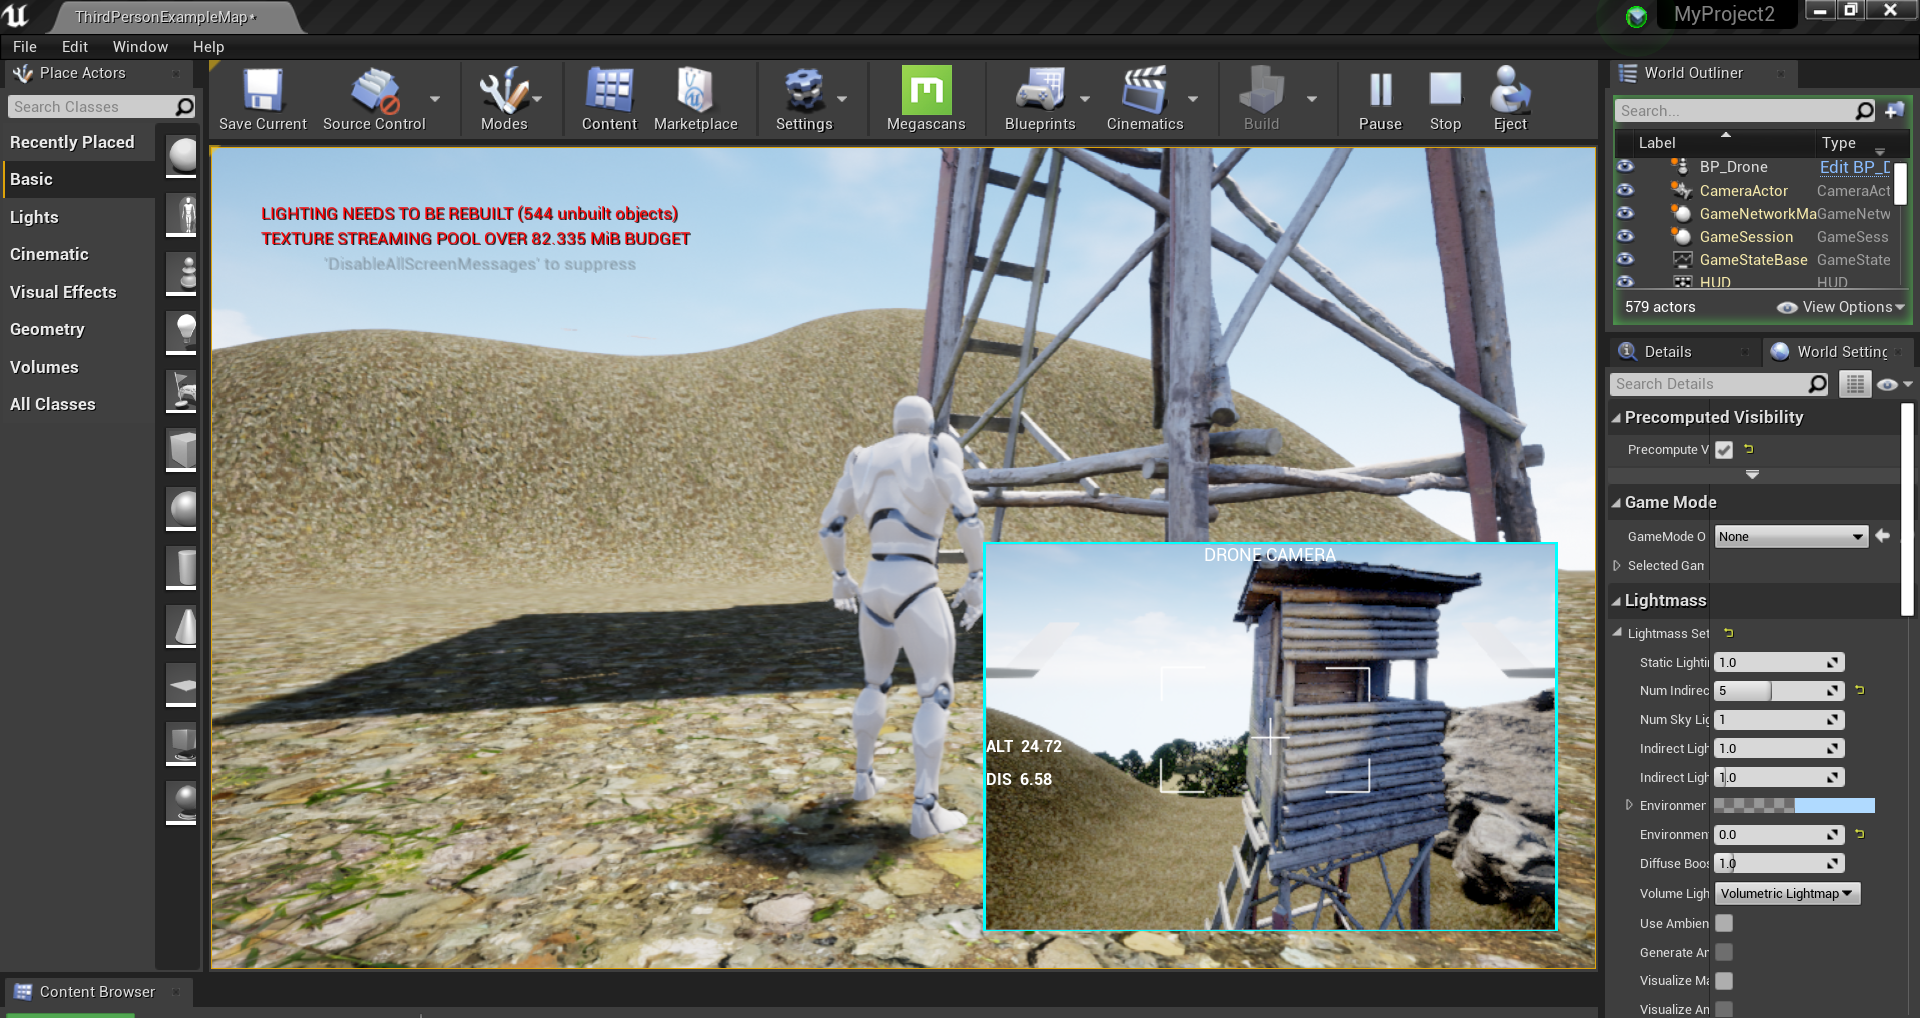 ThirdPersonExampleMap*
MyProject2
File Edit Window Help
Place Actors
Search Classes
Recently Placed
Basic
Lights
Cinematic
Visual Effects
Geometry
Volumes
All Classes
Save Current
Source Control
Modes
Content
Marketplace
Settings
Megascans
Blueprints
Cinematics
Build
Pause
Stop
Eject
LIGHTING NEEDS TO BE REBUILT (544 unbuilt objects)
TEXTURE STREAMING POOL OVER 82.335 MiB BUDGET
'DisableAllScreenMessages' to suppress
DRONE CAMERA
ALT 24.72
DIS 6.58
World Outliner
Search...
Label Type
BP_Drone Edit BP_D
CameraActor CameraAct
GameNetworkMa GameNetw
GameSession GameSess
GameStateBase GameState
HUD HUD
579 actors View Options
Details World Setting
Search Details
Precomputed Visibility
Precompute V
Game Mode
GameMode O None
Selected Gam
Lightmass
Lightmass Set
Static Lightin 1.0
Num Indirec 5
Num Sky Lig 1
Indirect Ligh 1.0
Indirect Ligh 1.0
Environmer
Environmen 0.0
Diffuse Boos 1.0
Volume Ligh Volumetric Lightmap
Use Ambien
Generate Am
Visualize Ma
Visualize Am
Content Browser